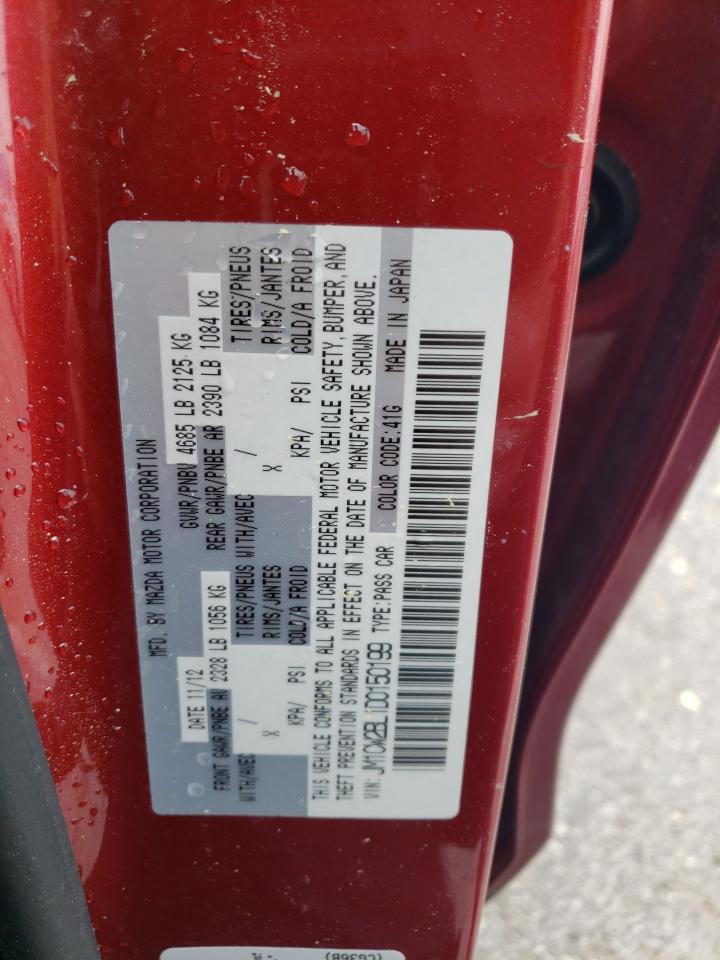 MFD. BY MAZDA MOTOR CORPORATION
DATE 11/12 GVWR/PNBV 4685 LB 2125 KG
FRONT GAWR/PNBE AV 2328 LB 1056 KG REAR GAWR/PNBE AR 2390 LB 1084 KG
WITH/AVEC / TIRES/PNEUS WITH/AVEC / TIRES/PNEUS
X RIMS/JANTES X RIMS/JANTES
KPA/ PSI COLD/A FROID KPA/ PSI COLD/A FROID
THIS VEHICLE CONFORMS TO ALL APPLICABLE FEDERAL MOTOR VEHICLE SAFETY, BUMPER, AND
THEFT PREVENTION STANDARDS IN EFFECT ON THE DATE OF MANUFACTURE SHOWN ABOVE.
VIN: JM1CW2BL1D0150199 TYPE:PASS CAR COLOR CODE:41G MADE IN JAPAN
(CG36B)